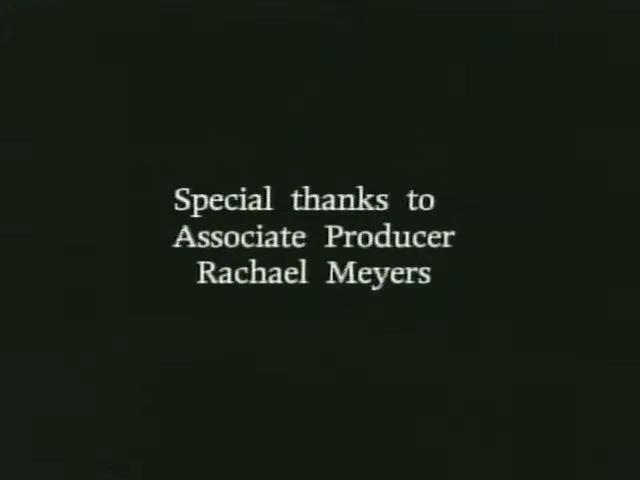 Special thanks to
Associate Producer
Rachael Meyers